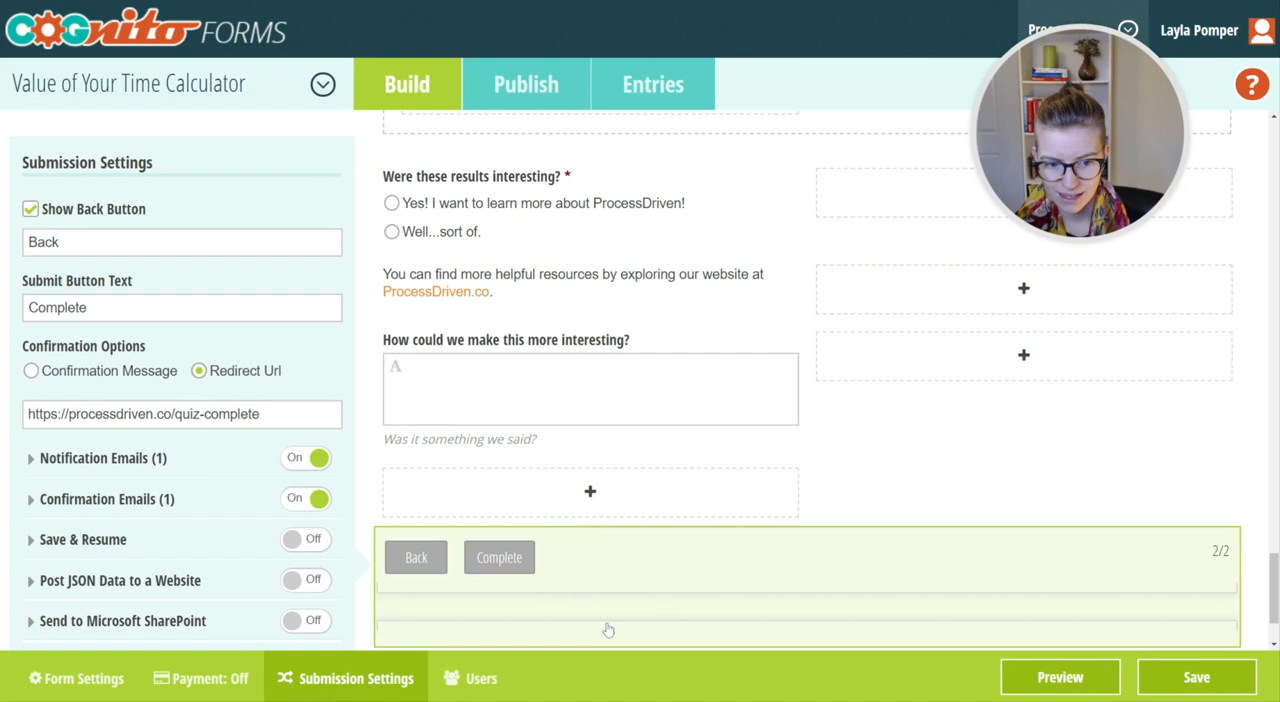 COGNITO FORMS
Layla Pomper
Value of Your Time Calculator
Build
Publish
Entries
?
Submission Settings
Show Back Button
Back
Submit Button Text
Complete
Confirmation Options
Confirmation Message
Redirect Url
https://processdriven.co/quiz-complete
Notification Emails (1)
On
Confirmation Emails (1)
On
Save & Resume
Off
Post JSON Data to a Website
Off
Send to Microsoft SharePoint
Off
Were these results interesting? *
Yes! I want to learn more about ProcessDriven!
Well...sort of.
You can find more helpful resources by exploring our website at
ProcessDriven.co.
How could we make this more interesting?
A
Was it something we said?
+
+
+
Back
Complete
2/2
Form Settings
Payment: Off
Submission Settings
Users
Preview
Save